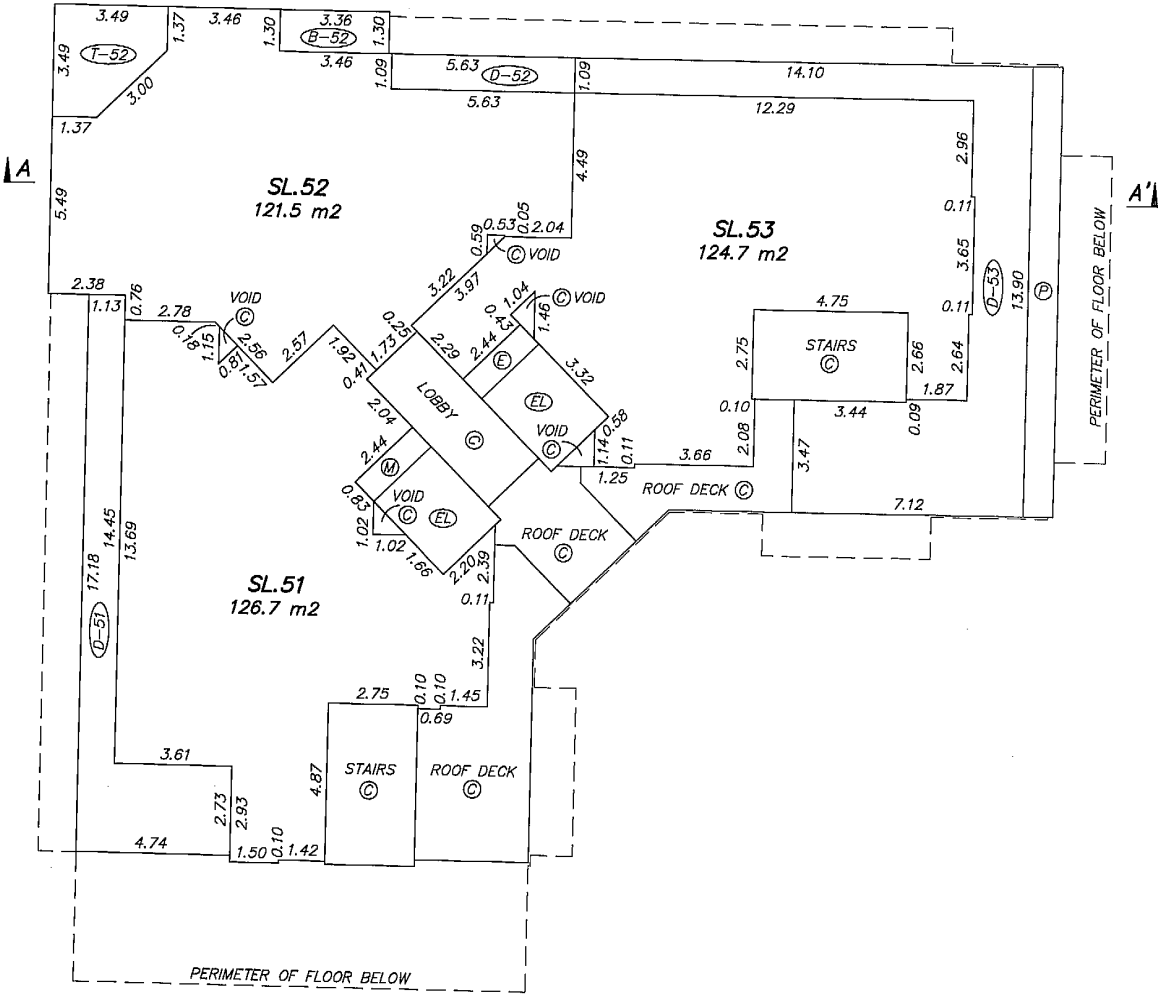 3.49
1.37
3.46
1.30
3.36
B-52
1.30
T-52
3.49
3.00
3.46
1.09
5.63
D-52
1.09
14.10
5.63
12.29
1.37
A
5.49
SL.52
121.5 m2
4.49
2.96
A'
0.11
SL.53
124.7 m2
0.59
0.53
0.05
2.04
C VOID
3.65
D-53
13.90
P
0.11
2.38
1.13
0.76
2.78
VOID
C
0.18
1.15
2.56
0.87
1.57
2.57
1.92
3.22
3.97
0.25
1.73
0.41
1.04
C VOID
0.43
1.46
2.29
2.44
E
3.32
EL
LOBBY
C
4.75
STAIRS
C
2.75
2.66
2.64
1.87
PERIMETER OF FLOOR BELOW
0.10
3.44
0.09
2.08
3.47
2.04
2.44
M
0.83
VOID
C
EL
1.02
1.02
1.66
2.20
VOID
C
0.58
1.14
0.11
1.25
3.66
ROOF DECK C
7.12
ROOF DECK
C
2.39
0.11
SL.51
126.7 m2
17.18
14.45
13.69
D-51
3.22
2.75
0.10
0.10
1.45
0.69
3.61
4.87
STAIRS
C
ROOF DECK
C
2.73
2.93
4.74
1.50
0.10
1.42
PERIMETER OF FLOOR BELOW